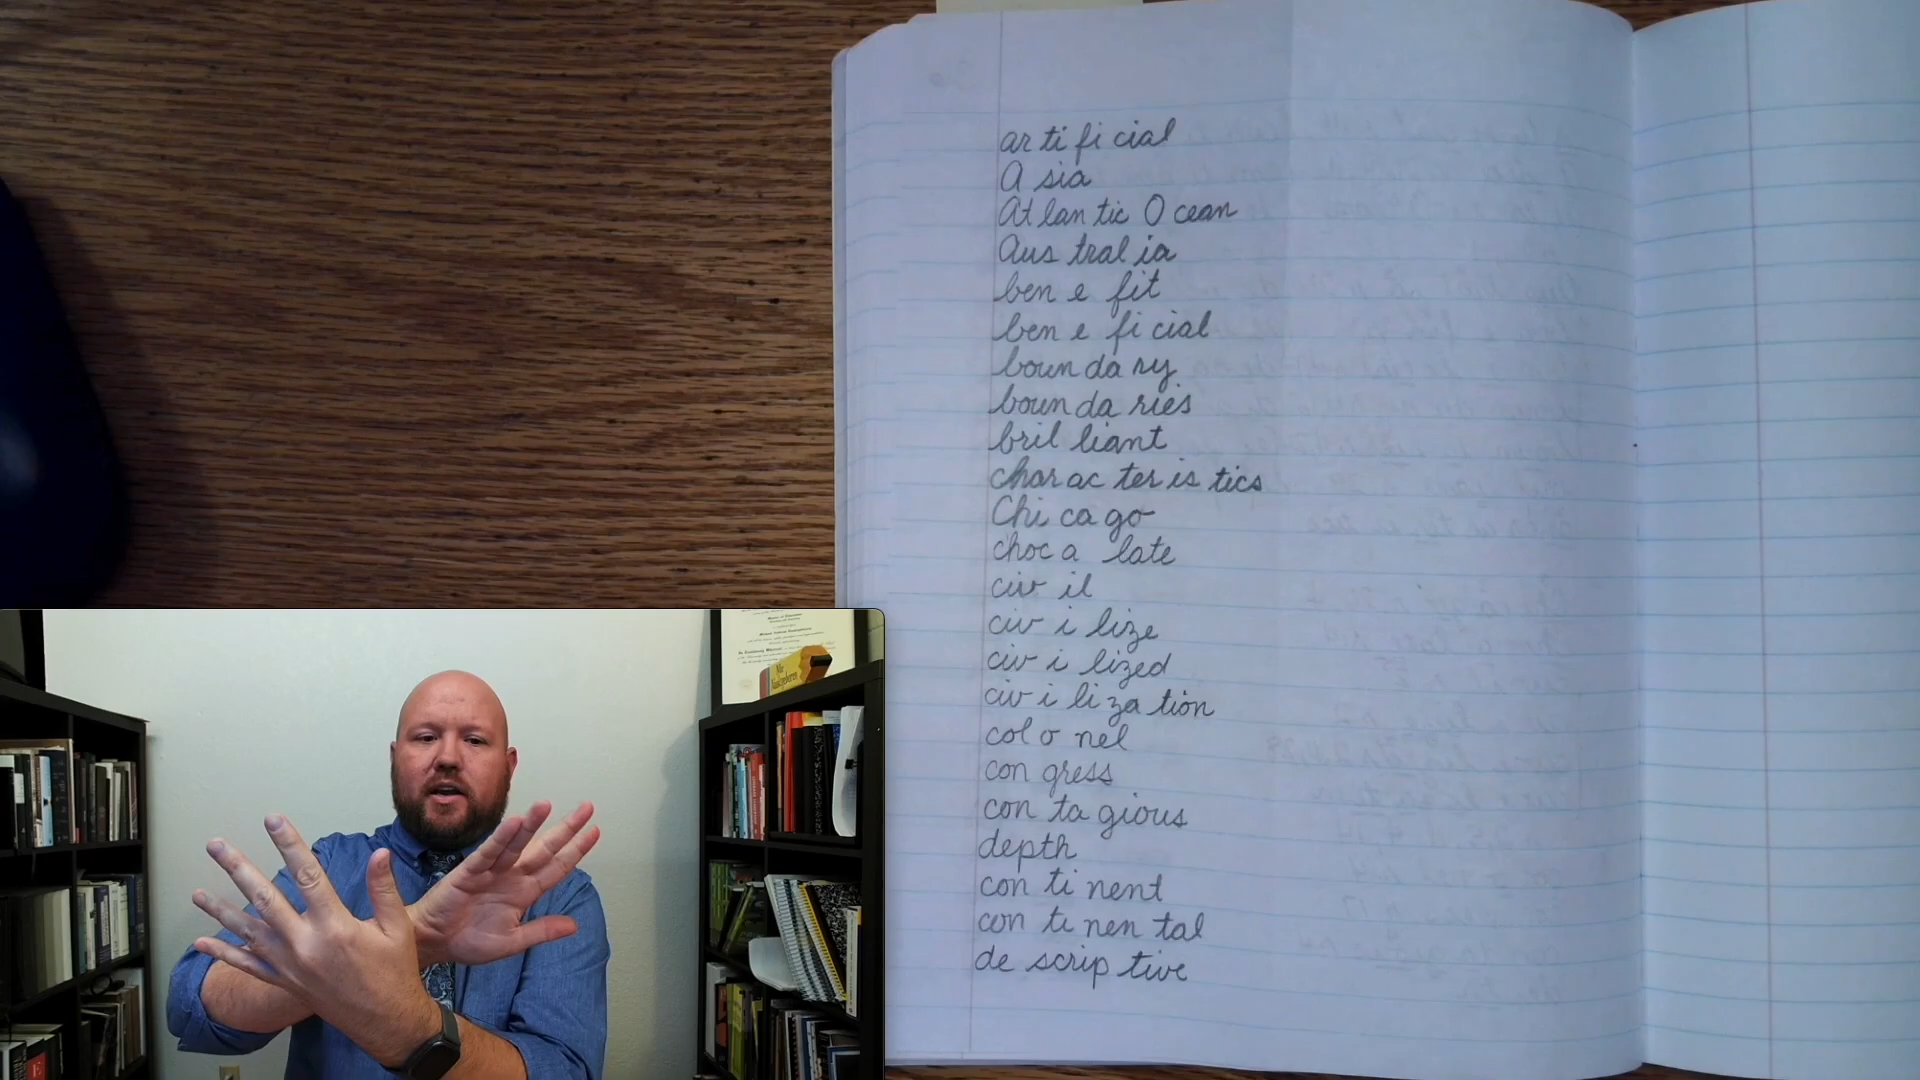 ar ti fi cial
A sia
At lan tic O cean
Aus tral ia
ben e fit
ben e fi cial
boun da ry
boun da ries
bril liant
char ac ter is tics
Chi ca go
choc a late
civ il
civ i lize
civ i lized
civ i li za tion
col o nel
con gress
con ta gious
depth
con ti nent
con ti nen tal
de scrip tive